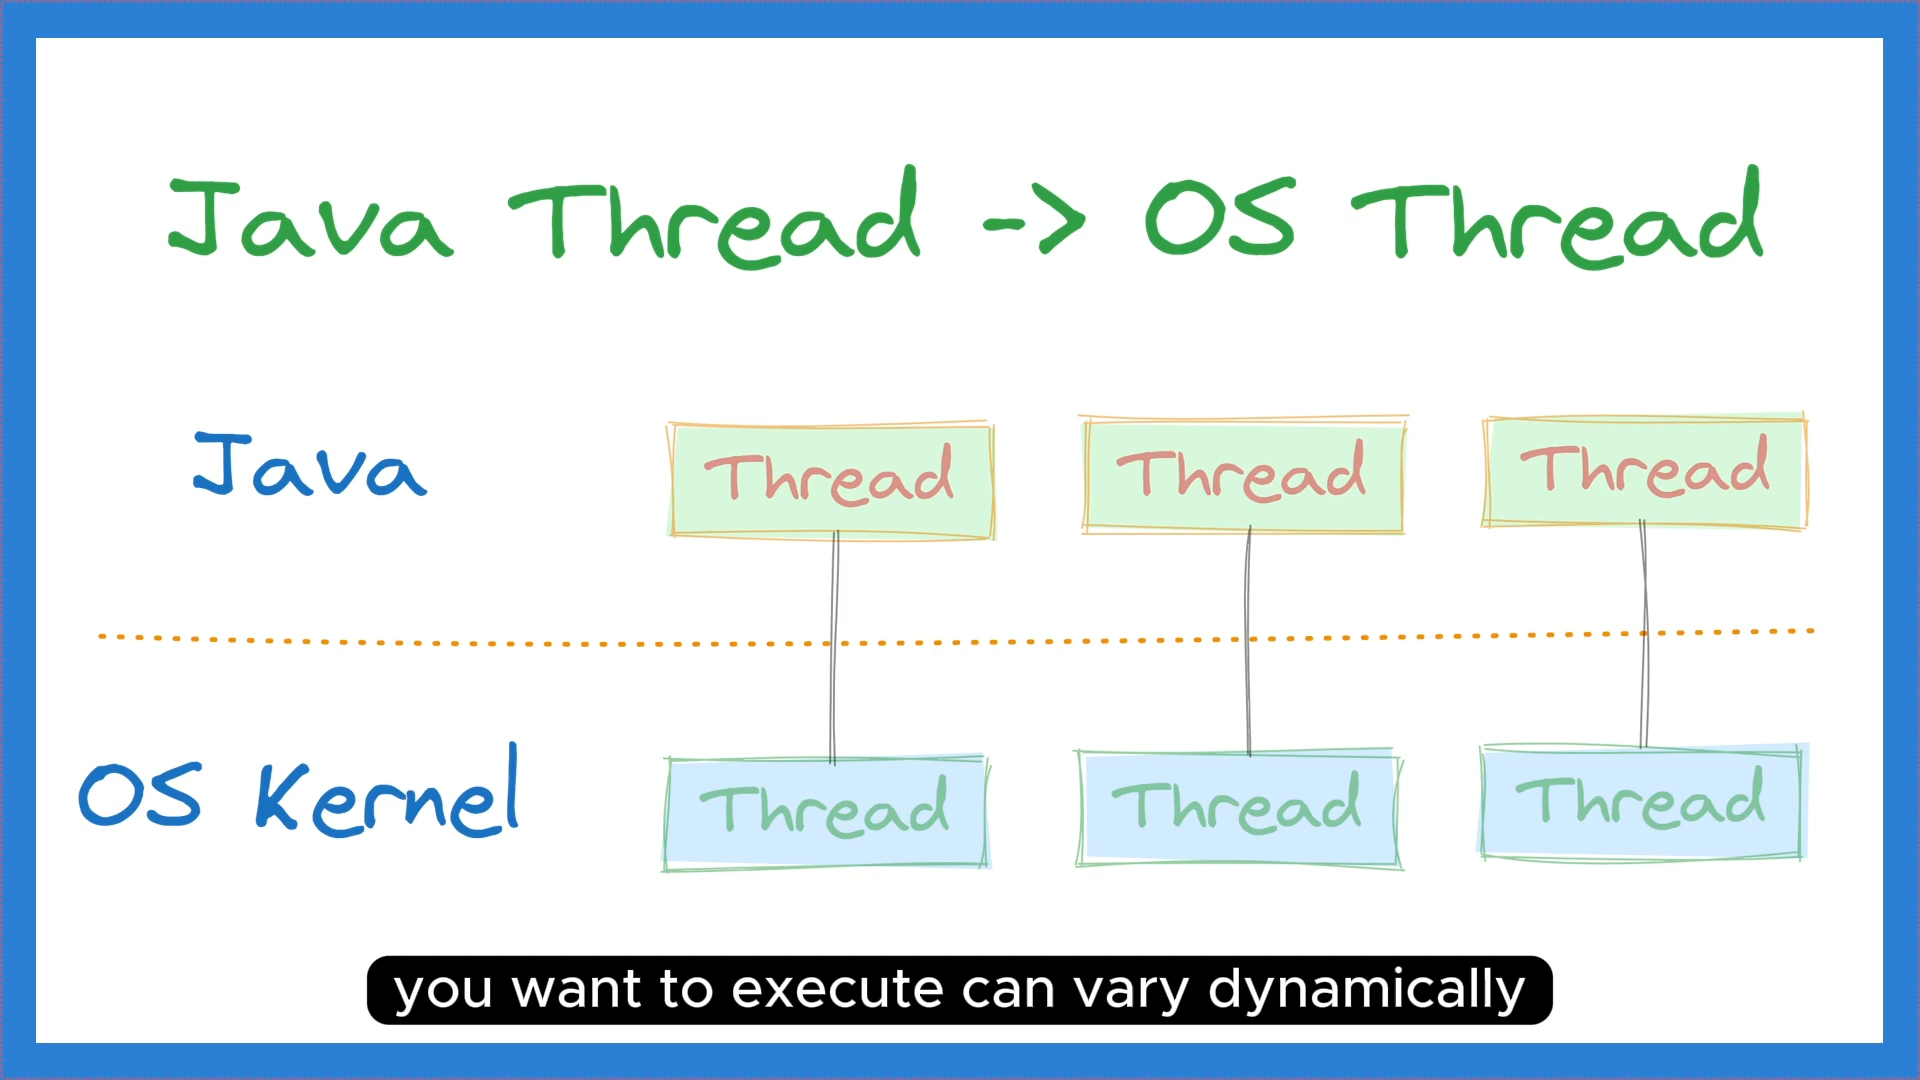 Java Thread -> OS Thread
Java
Thread Thread Thread
OS Kernel
Thread Thread Thread
you want to execute can vary dynamically